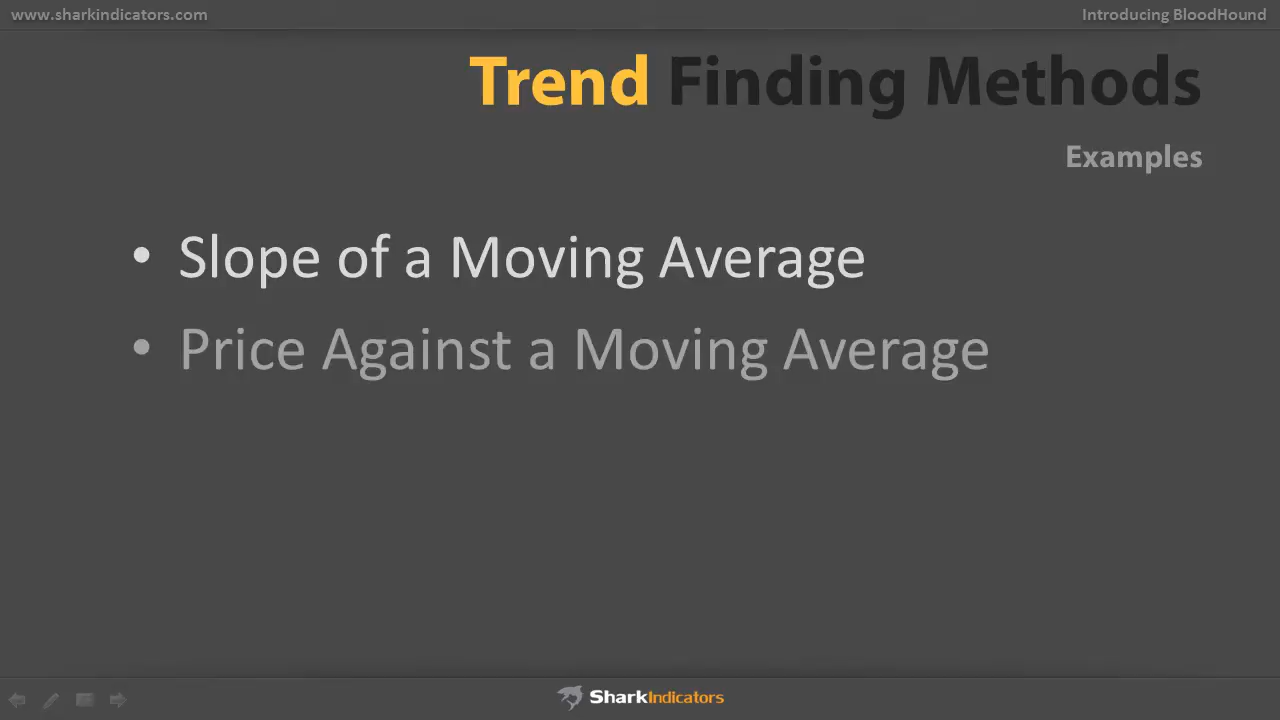 www.sharkindicators.com
Introducing BloodHound
Trend Finding Methods
Examples
• Slope of a Moving Average
• Price Against a Moving Average
SharkIndicators